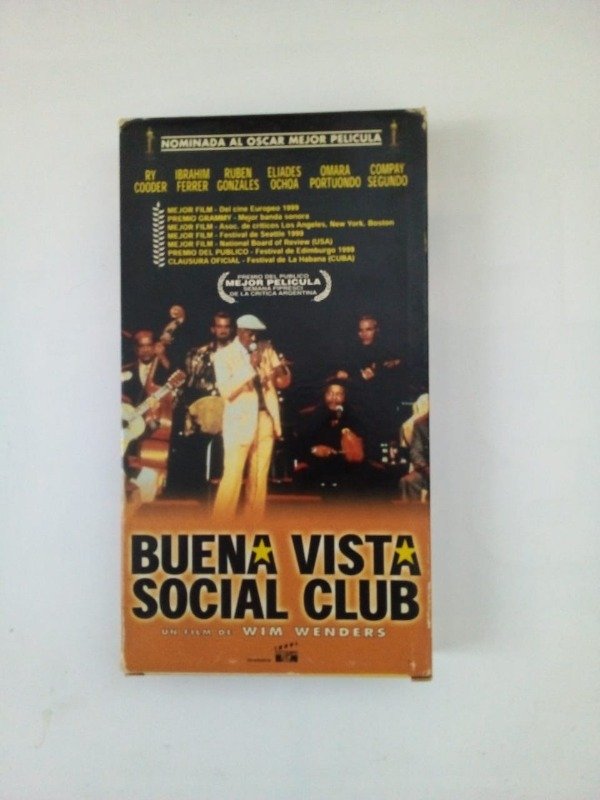 NOMINADA AL OSCAR MEJOR PELICULA
RY COODER
IBRAHIM FERRER
RUBEN GONZALES
ELIADES OCHOA
OMARA PORTUONDO
COMPAY SEGUNDO
MEJOR FILM - Del cine Europeo 1999
PREMIO GRAMMY - Mejor banda sonora
MEJOR FILM - Asoc. de críticos Los Angeles, New York, Boston
MEJOR FILM - Festival de Seattle 1999
MEJOR FILM - National Board of Review (USA)
PREMIO DEL PUBLICO - Festival de Edimburgo 1999
CLAUSURA OFICIAL - Festival de La Habana (CUBA)
PREMIO DEL PUBLICO
MEJOR PELICULA
SEMANA FIPRESCI
DE LA CRITICA ARGENTINA
BUENA VISTA
SOCIAL CLUB
UN FILM DE WIM WENDERS